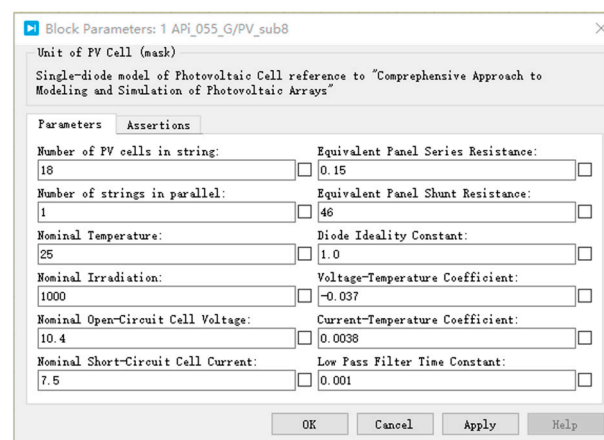 Block Parameters: 1 APi_055_G/PV_sub8
Unit of PV Cell (mask)
Single-diode model of Photovoltaic Cell reference to "Comprephensive Approach to
Modeling and Simulation of Photovoltaic Arrays"
Parameters Assertions
Number of PV cells in string:
18
Number of strings in parallel:
1
Nominal Temperature:
25
Nominal Irradiation:
1000
Nominal Open-Circuit Cell Voltage:
10.4
Nominal Short-Circuit Cell Current:
7.5
Equivalent Panel Series Resistance:
0.15
Equivalent Panel Shunt Resistance:
46
Diode Ideality Constant:
1.0
Voltage-Temperature Coefficient:
-0.037
Current-Temperature Coefficient:
0.0038
Low Pass Filter Time Constant:
0.001
OK Cancel Apply Help